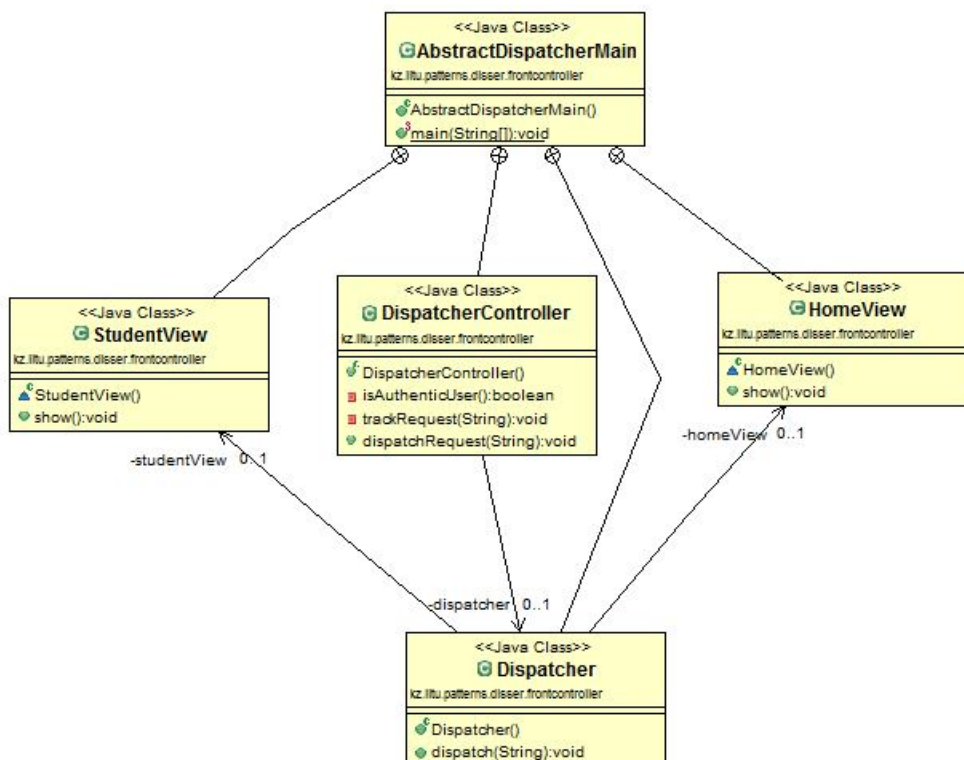 <<Java Class>>
AbstractDispatcherMain
kz.iitu.patterns.disser.frontcontroller
AbstractDispatcherMain()
main(String[]):void
<<Java Class>>
StudentView
kz.iitu.patterns.disser.frontcontroller
StudentView()
show():void
<<Java Class>>
DispatcherController
kz.iitu.patterns.disser.frontcontroller
DispatcherController()
isAuthenticUser():boolean
trackRequest(String):void
dispatchRequest(String):void
<<Java Class>>
HomeView
kz.iitu.patterns.disser.frontcontroller
HomeView()
show():void
-studentView 0..1
-homeView 0..1
-dispatcher 0..1
<<Java Class>>
Dispatcher
kz.iitu.patterns.disser.frontcontroller
Dispatcher()
dispatch(String):void